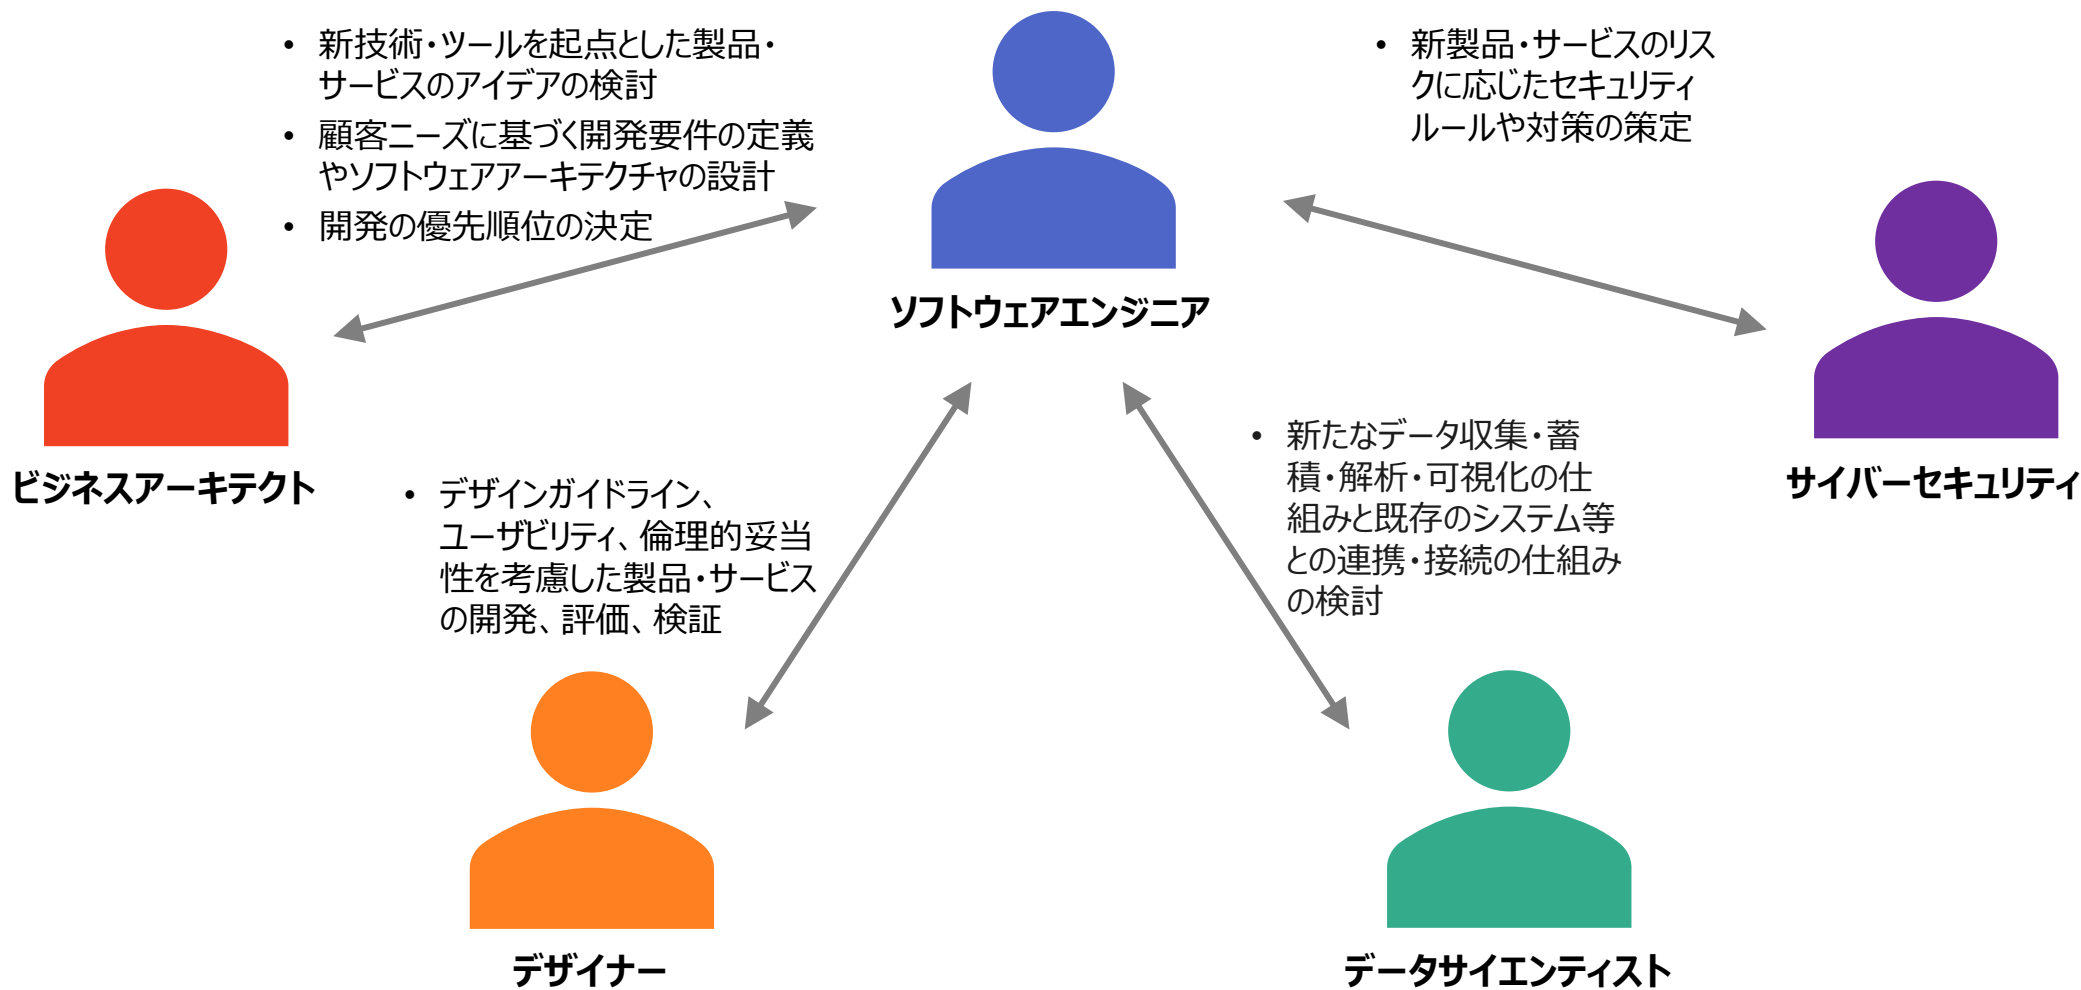 • 新技術・ツールを起点とした製品・
サービスのアイデアの検討
• 顧客ニーズに基づく開発要件の定義
やソフトウェアアーキテクチャの設計
• 開発の優先順位の決定
• 新製品・サービスのリス
クに応じたセキュリティ
ルールや対策の策定
ソフトウェアエンジニア
ビジネスアーキテクト
サイバーセキュリティ
• デザインガイドライン、
ユーザビリティ、倫理的妥当
性を考慮した製品・サービス
の開発、評価、検証
• 新たなデータ収集・蓄
積・解析・可視化の仕
組みと既存のシステム等
との連携・接続の仕組み
の検討
デザイナー
データサイエンティスト